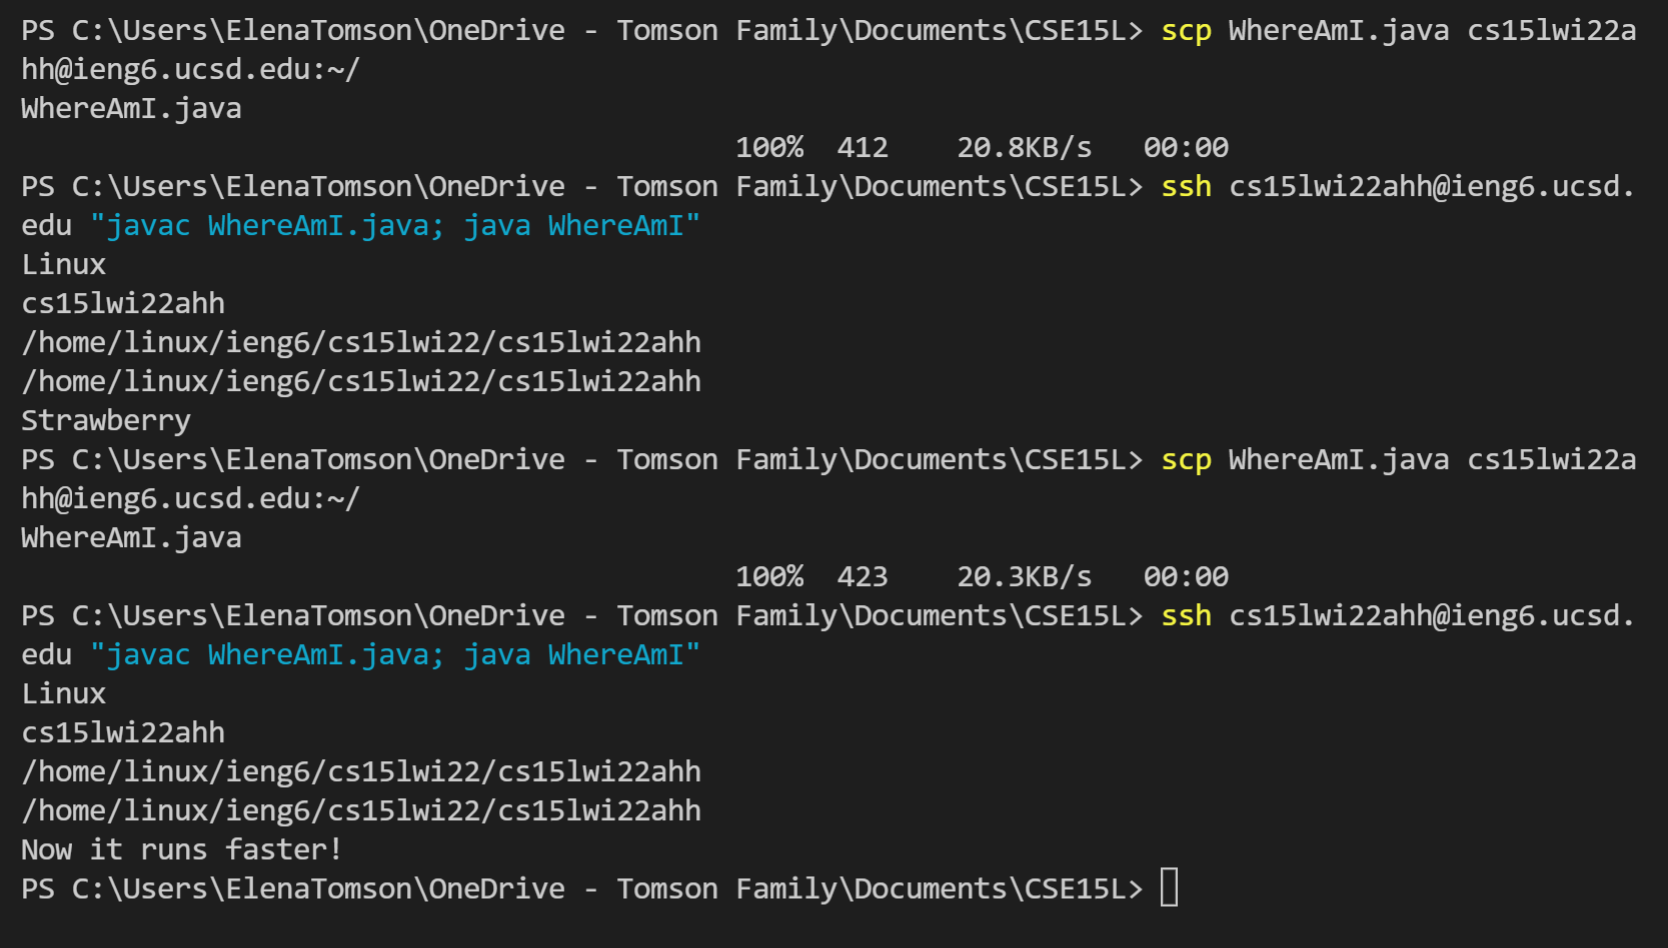 PS C:\Users\ElenaTomson\OneDrive - Tomson Family\Documents\CSE15L> scp WhereAmI.java cs15lwi22a
hh@ieng6.ucsd.edu:~/
WhereAmI.java
100% 412 20.8KB/s 00:00
PS C:\Users\ElenaTomson\OneDrive - Tomson Family\Documents\CSE15L> ssh cs15lwi22ahh@ieng6.ucsd.
edu "javac WhereAmI.java; java WhereAmI"
Linux
cs15lwi22ahh
/home/linux/ieng6/cs15lwi22/cs15lwi22ahh
/home/linux/ieng6/cs15lwi22/cs15lwi22ahh
Strawberry
PS C:\Users\ElenaTomson\OneDrive - Tomson Family\Documents\CSE15L> scp WhereAmI.java cs15lwi22a
hh@ieng6.ucsd.edu:~/
WhereAmI.java
100% 423 20.3KB/s 00:00
PS C:\Users\ElenaTomson\OneDrive - Tomson Family\Documents\CSE15L> ssh cs15lwi22ahh@ieng6.ucsd.
edu "javac WhereAmI.java; java WhereAmI"
Linux
cs15lwi22ahh
/home/linux/ieng6/cs15lwi22/cs15lwi22ahh
/home/linux/ieng6/cs15lwi22/cs15lwi22ahh
Now it runs faster!
PS C:\Users\ElenaTomson\OneDrive - Tomson Family\Documents\CSE15L>